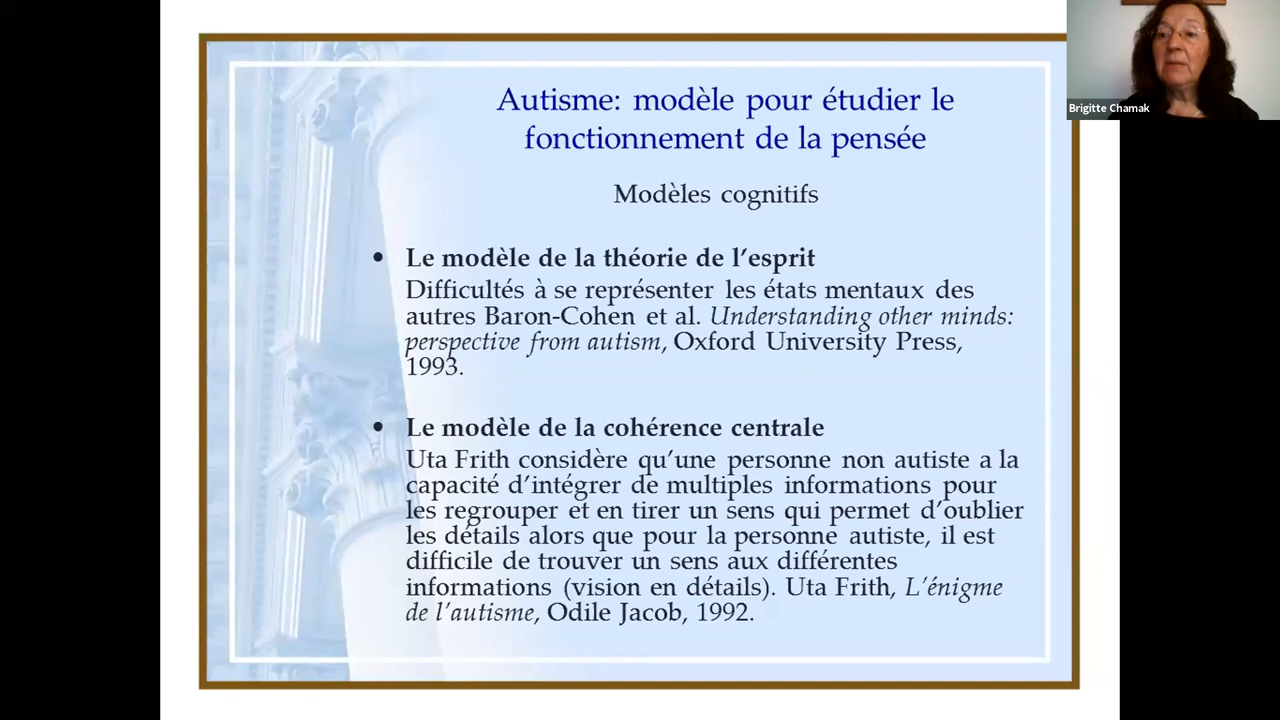 Autisme: modèle pour étudier le
fonctionnement de la pensée
Modèles cognitifs
• Le modèle de la théorie de l’esprit
Difficultés à se représenter les états mentaux des
autres Baron-Cohen et al. Understanding other minds:
perspective from autism, Oxford University Press,
1993.
• Le modèle de la cohérence centrale
Uta Frith considère qu’une personne non autiste a la
capacité d’intégrer de multiples informations pour
les regrouper et en tirer un sens qui permet d’oublier
les détails alors que pour la personne autiste, il est
difficile de trouver un sens aux différentes
informations (vision en détails). Uta Frith, L’énigme
de l’autisme, Odile Jacob, 1992.
Brigitte Chamak